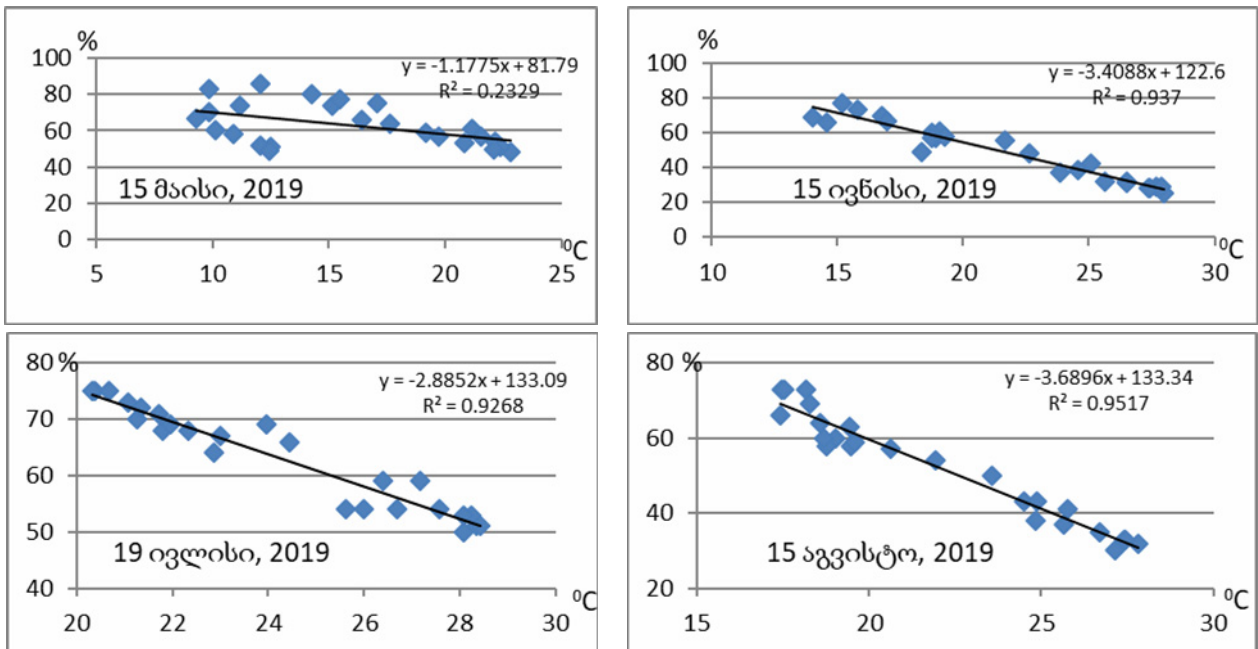 %
100
80
60
40
20
0
y = -1.1775x + 81.79
R² = 0.2329
15 მაისი, 2019
⁰C
5 10 15 20 25
%
100
80
60
40
20
0
y = -3.4088x + 122.6
R² = 0.937
15 ივნისი, 2019
⁰C
10 15 20 25 30
80 %
70
60
50
40
y = -2.8852x + 133.09
R² = 0.9268
19 ივლისი, 2019
⁰C
20 22 24 26 28 30
80 %
60
40
20
y = -3.6896x + 133.34
R² = 0.9517
15 აგვისტო, 2019
⁰C
15 20 25 30